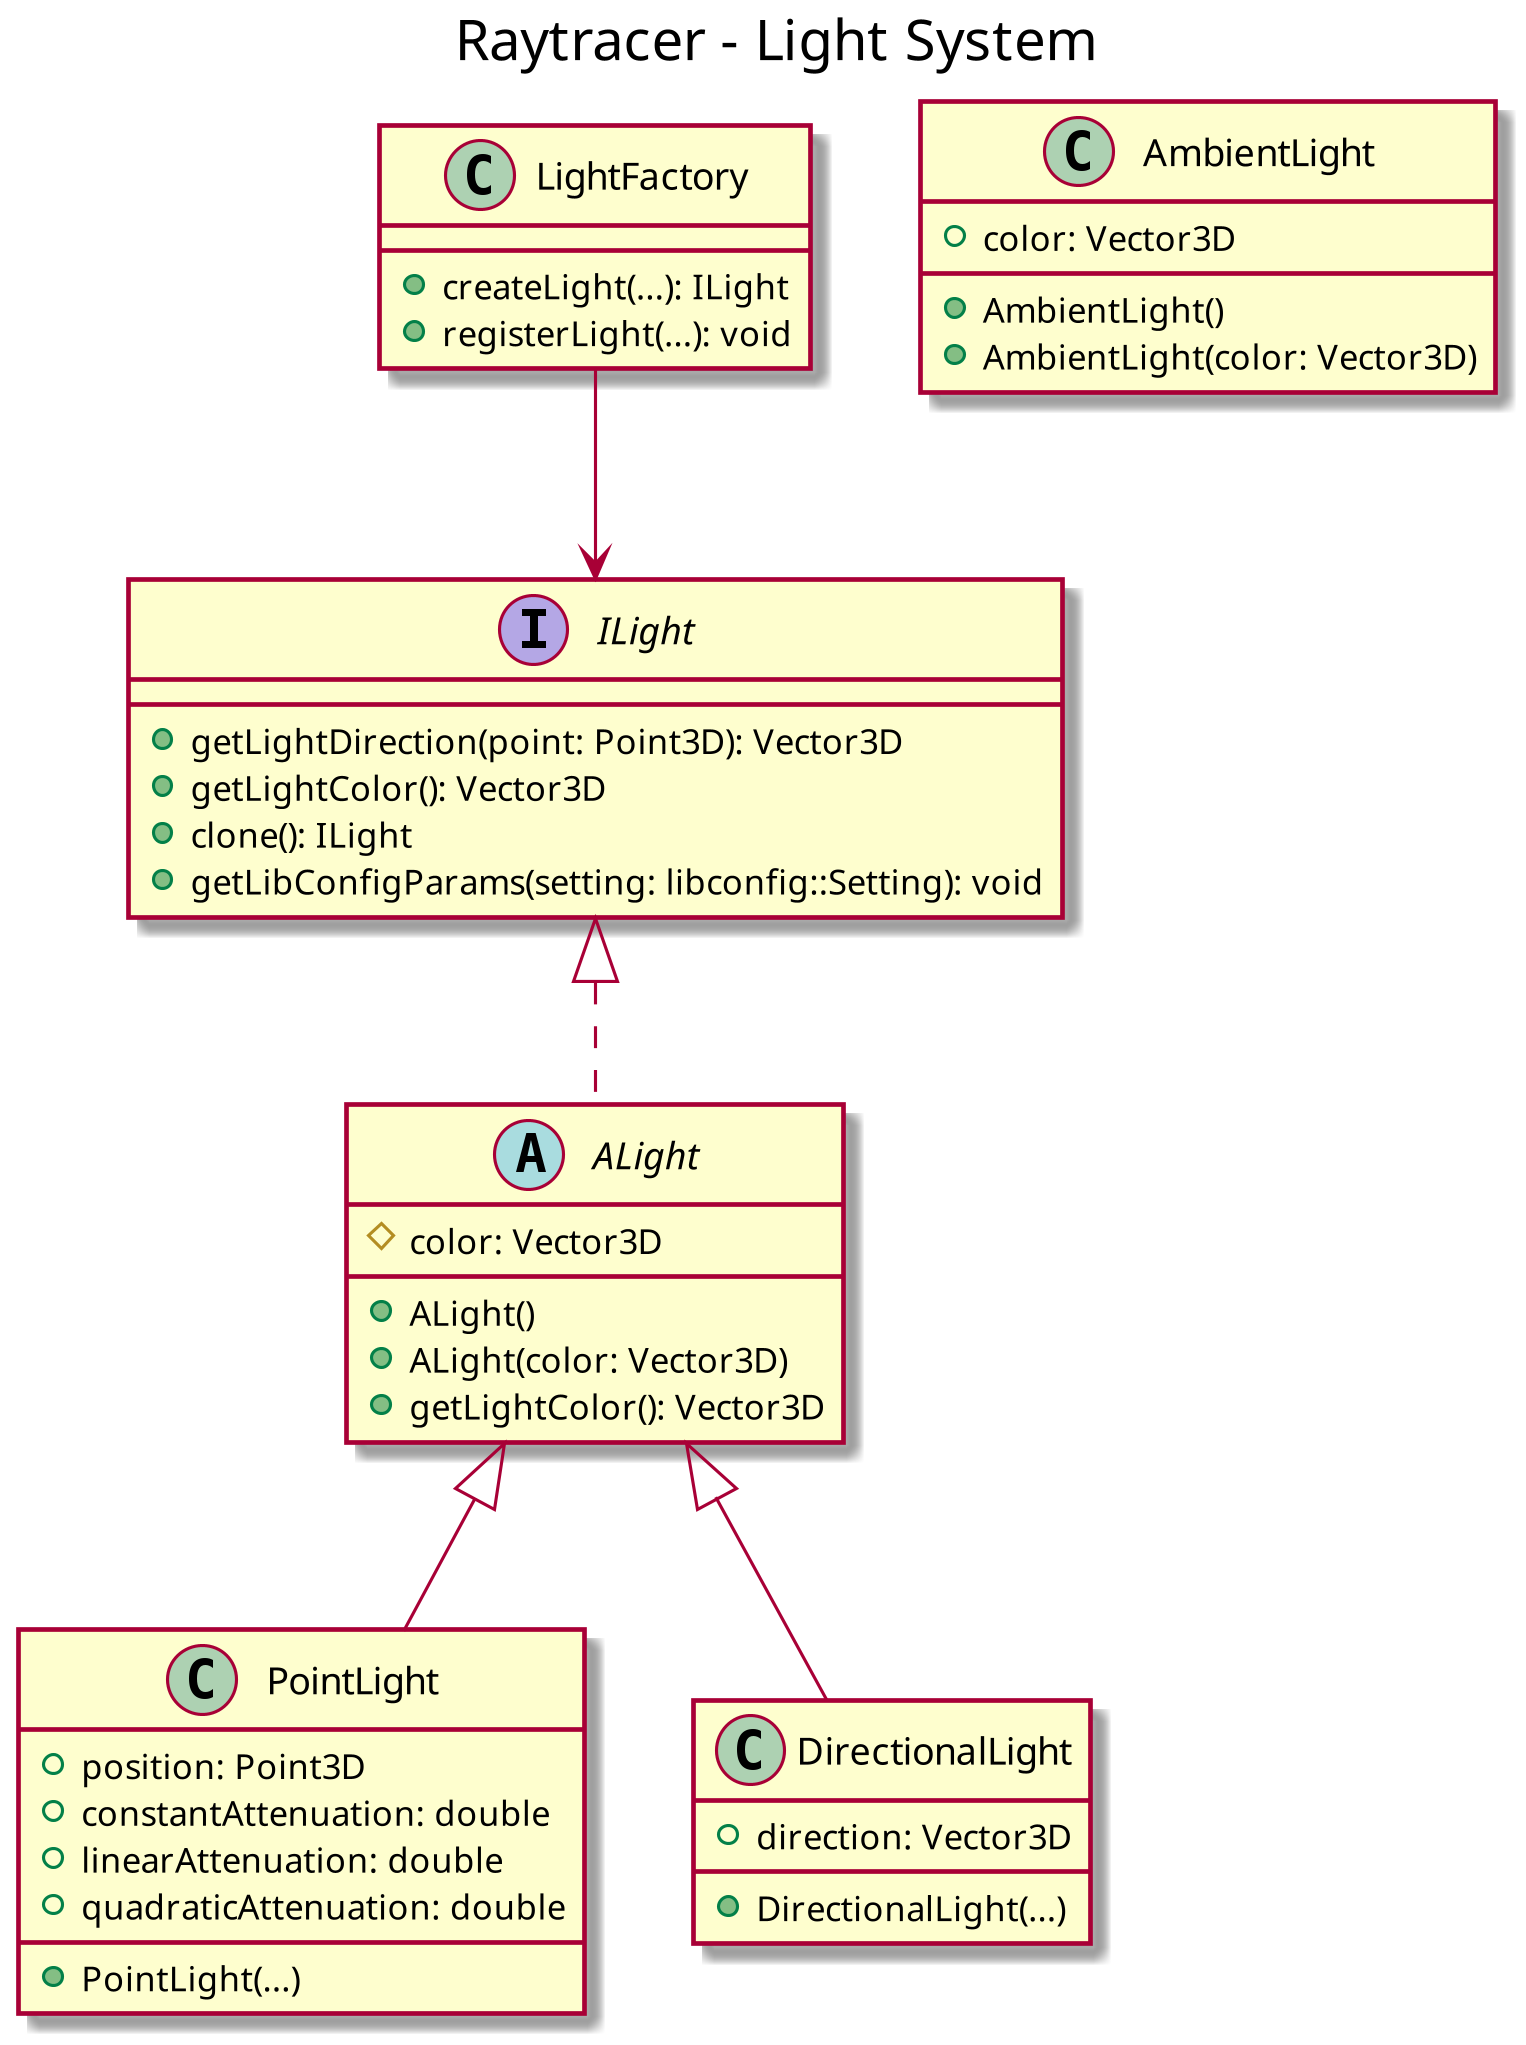 Raytracer - Light System
C LightFactory
createLight(...): ILight
registerLight(...): void
C AmbientLight
color: Vector3D
AmbientLight()
AmbientLight(color: Vector3D)
I ILight
getLightDirection(point: Point3D): Vector3D
getLightColor(): Vector3D
clone(): ILight
getLibConfigParams(setting: libconfig::Setting): void
A ALight
color: Vector3D
ALight()
ALight(color: Vector3D)
getLightColor(): Vector3D
C PointLight
position: Point3D
constantAttenuation: double
linearAttenuation: double
quadraticAttenuation: double
PointLight(...)
C DirectionalLight
direction: Vector3D
DirectionalLight(...)